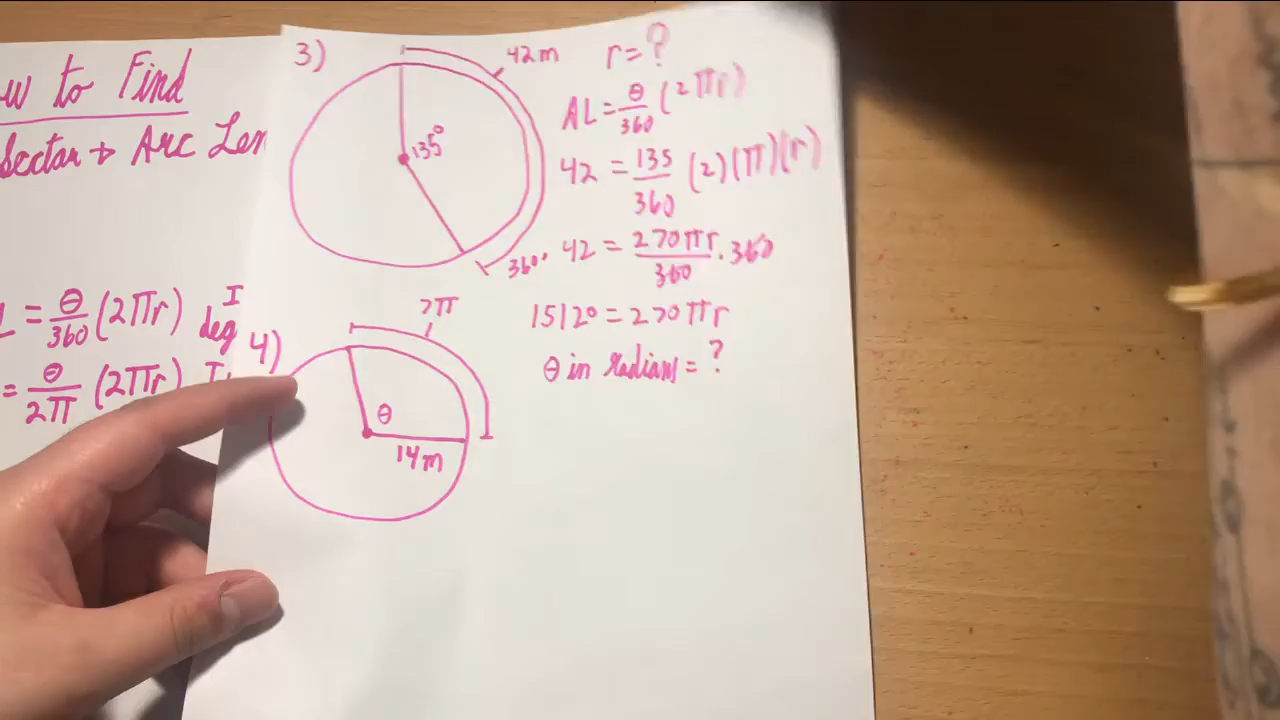 w to Find
Sector + Arc Len
L = θ/360 (2πr) I deg
= θ/2π (2πr)
3)
42m
135°
r = ?
AL = θ/360 (2πr)
42 = 135/360 (2)(π)(r)
360 · 42 = 270πr/360 · 360
15120 = 270πr
4)
7π
θ
14m
θ in radians = ?